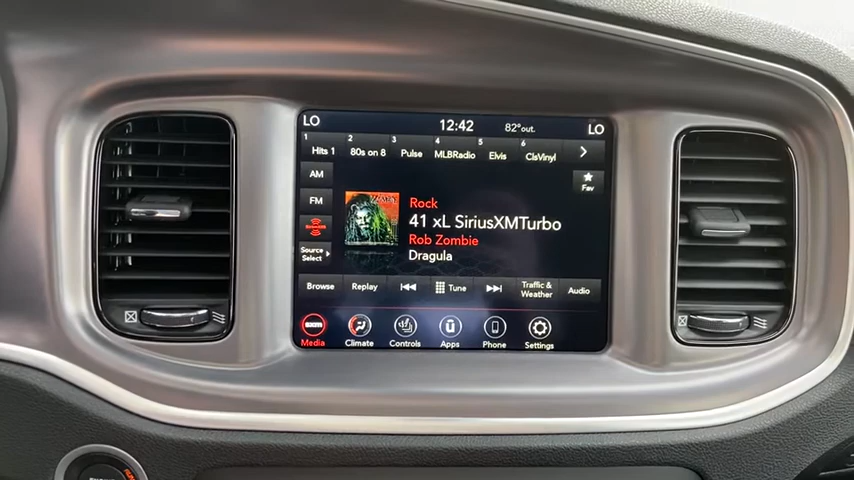 LO
12:42
82° out.
LO
1
2
3
4
5
6
Hits 1
80s on 8
Pulse
MLBRadio
Elvis
ClsVinyl
AM
FM
SiriusXM
Source
Select
Fav
Rock
41 xL SiriusXMTurbo
Rob Zombie
Dragula
Browse
Replay
Tune
Traffic &
Weather
Audio
sxm
Media
Climate
Controls
Apps
Phone
Settings